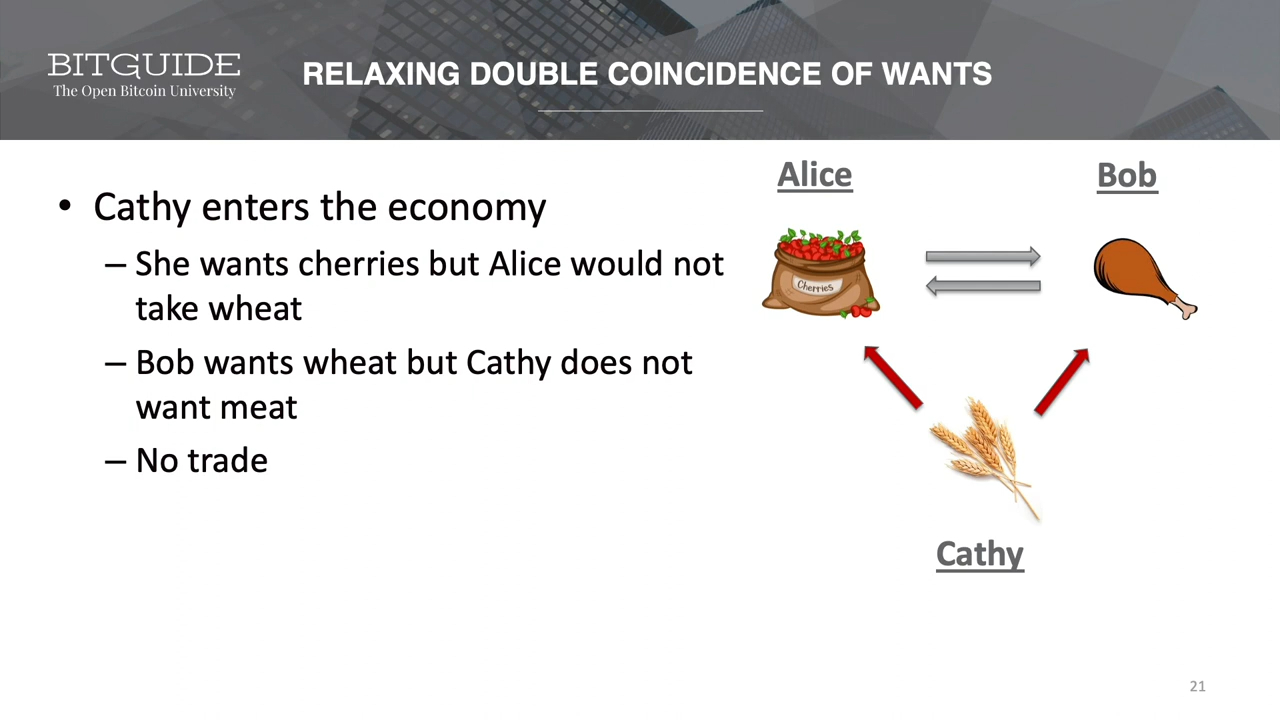 BITGUIDE
The Open Bitcoin University
RELAXING DOUBLE COINCIDENCE OF WANTS
• Cathy enters the economy
– She wants cherries but Alice would not
take wheat
– Bob wants wheat but Cathy does not
want meat
– No trade
Alice
Bob
Cherries
Cathy
21